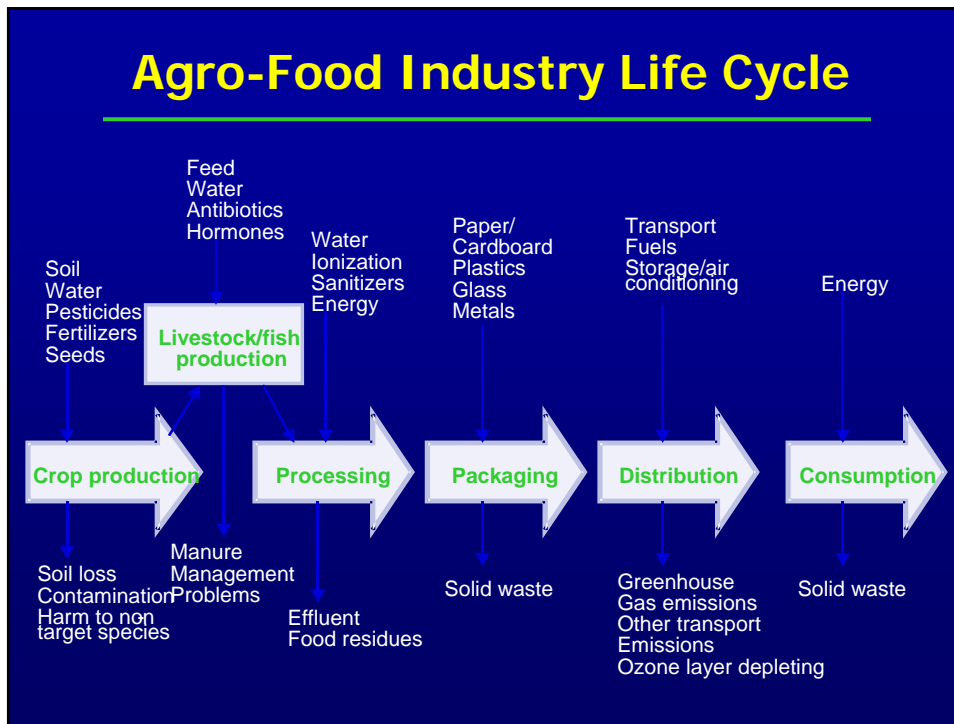 Agro-Food Industry Life Cycle
Feed
Water
Antibiotics
Hormones
Soil
Water
Pesticides
Fertilizers
Seeds
Water
Ionization
Sanitizers
Energy
Paper/
Cardboard
Plastics
Glass
Metals
Transport
Fuels
Storage/air
conditioning
Energy
Livestock/fish
production
Crop production
Processing
Packaging
Distribution
Consumption
Soil loss
Contamination
Harm to non-
target species
Manure
Management
Problems
Effluent
Food residues
Solid waste
Greenhouse
Gas emissions
Other transport
Emissions
Ozone layer depleting
Solid waste